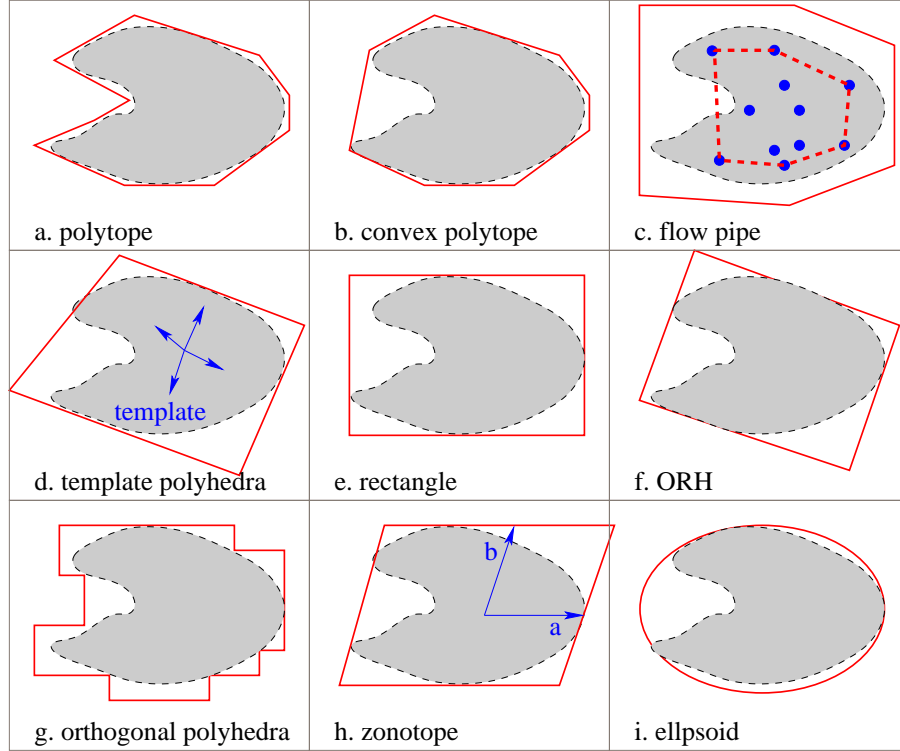 a. polytope
b. convex polytope
c. flow pipe
template
d. template polyhedra
e. rectangle
f. ORH
b
a
g. orthogonal polyhedra
h. zonotope
i. ellpsoid